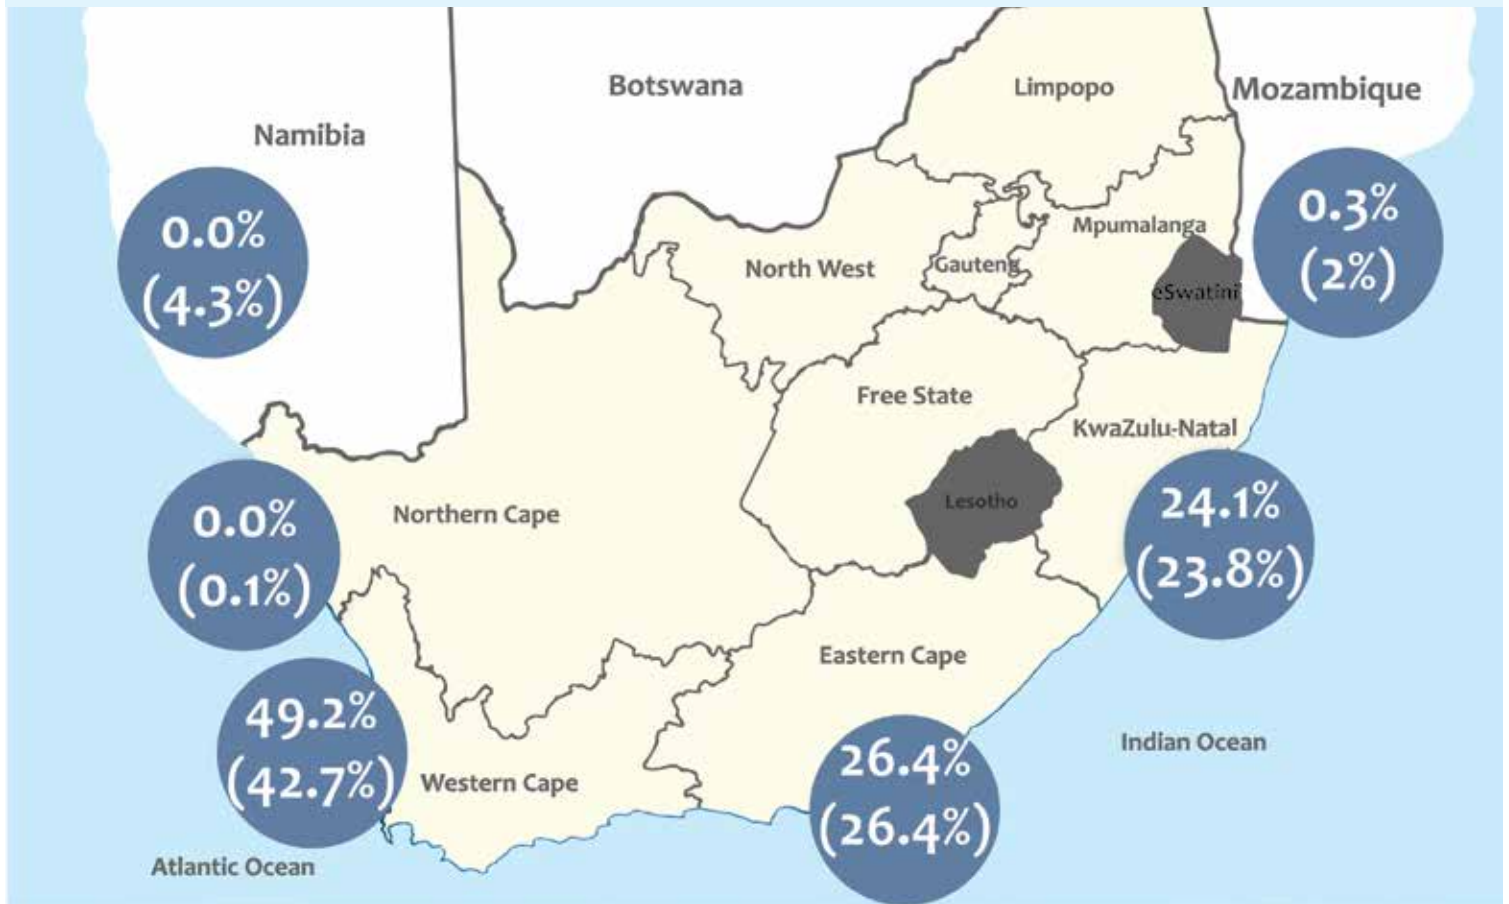 Botswana
Limpopo
Mozambique
Namibia
0.0%
(4.3%)
0.3%
(2%)
Mpumalanga
North West
Gauteng
eSwatini
Free State
KwaZulu-Natal
Lesotho
Northern Cape
0.0%
(0.1%)
24.1%
(23.8%)
Eastern Cape
49.2%
(42.7%)
Western Cape
26.4%
(26.4%)
Indian Ocean
Atlantic Ocean